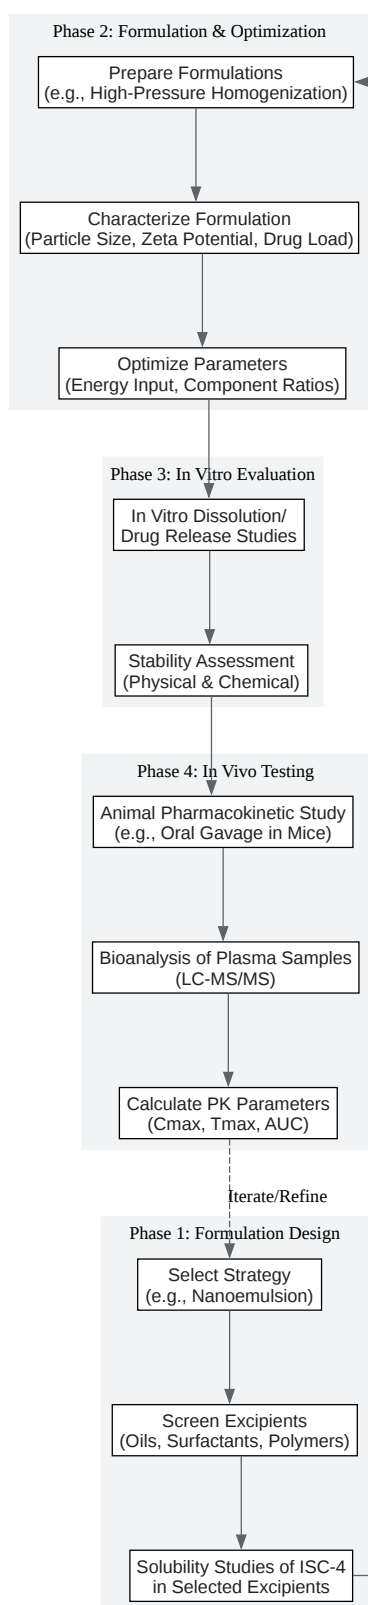 Phase 2: Formulation & Optimization
Prepare Formulations
(e.g., High-Pressure Homogenization)
Characterize Formulation
(Particle Size, Zeta Potential, Drug Load)
Optimize Parameters
(Energy Input, Component Ratios)
Phase 3: In Vitro Evaluation
In Vitro Dissolution/
Drug Release Studies
Stability Assessment
(Physical & Chemical)
Phase 4: In Vivo Testing
Animal Pharmacokinetic Study
(e.g., Oral Gavage in Mice)
Bioanalysis of Plasma Samples
(LC-MS/MS)
Calculate PK Parameters
(Cmax, Tmax, AUC)
Iterate/Refine
Phase 1: Formulation Design
Select Strategy
(e.g., Nanoemulsion)
Screen Excipients
(Oils, Surfactants, Polymers)
Solubility Studies of ISC-4
in Selected Excipients